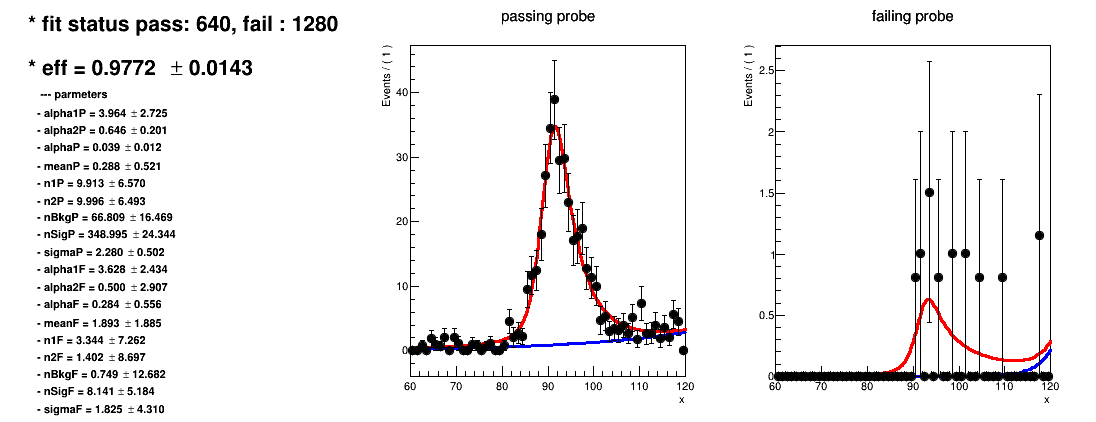 * fit status pass: 640, fail : 1280
* eff = 0.9772 ± 0.0143
--- parmeters
- alpha1P = 3.964 ± 2.725
- alpha2P = 0.646 ± 0.201
- alphaP = 0.039 ± 0.012
- meanP = 0.288 ± 0.521
- n1P = 9.913 ± 6.570
- n2P = 9.996 ± 6.493
- nBkgP = 66.809 ± 16.469
- nSigP = 348.995 ± 24.344
- sigmaP = 2.280 ± 0.502
- alpha1F = 3.628 ± 2.434
- alpha2F = 0.500 ± 2.907
- alphaF = 0.284 ± 0.556
- meanF = 1.893 ± 1.885
- n1F = 3.344 ± 7.262
- n2F = 1.402 ± 8.697
- nBkgF = 0.749 ± 12.682
- nSigF = 8.141 ± 5.184
- sigmaF = 1.825 ± 4.310
passing probe
Events / ( 1 )
40
30
20
10
0
60 70 80 90 100 110 120
x
failing probe
Events / ( 1 )
2.5
2
1.5
1
0.5
0
60 70 80 90 100 110 120
x